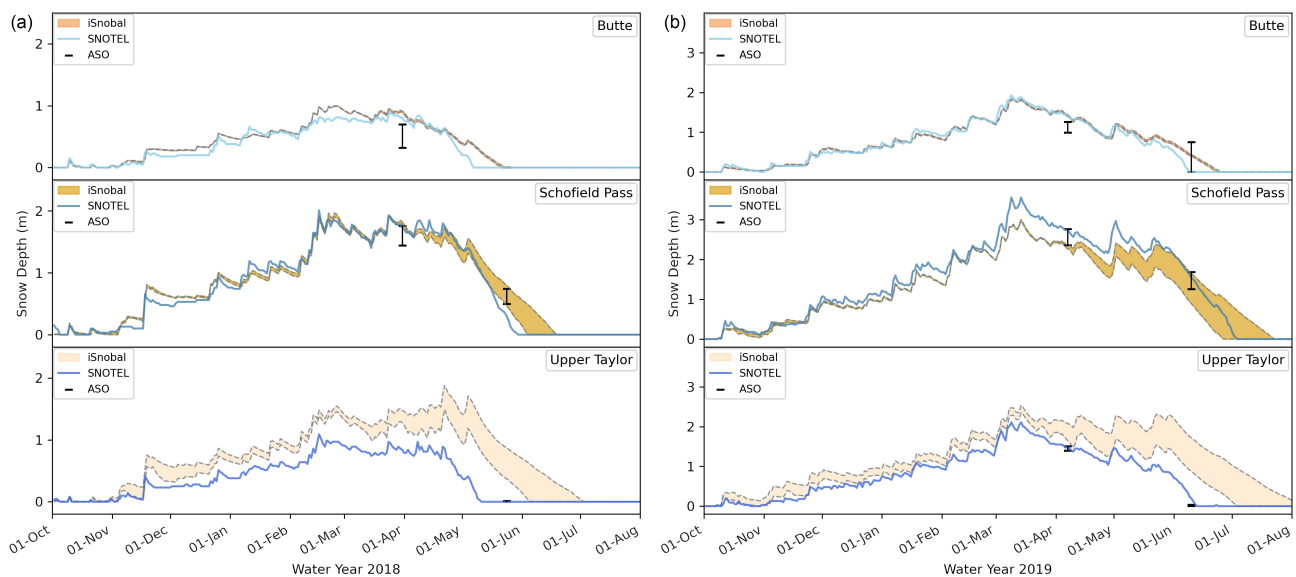 (a)
iSnobal
SNOTEL
ASO
Butte
2
1
0
iSnobal
SNOTEL
ASO
Schofield Pass
2
1
0
Snow Depth (m)
iSnobal
SNOTEL
ASO
Upper Taylor
2
1
0
01-Oct
01-Nov
01-Dec
01-Jan
01-Feb
01-Mar
01-Apr
01-May
01-Jun
01-Jul
01-Aug
Water Year 2018
(b)
iSnobal
SNOTEL
ASO
Butte
3
2
1
0
iSnobal
SNOTEL
ASO
Schofield Pass
3
2
1
0
Snow Depth (m)
iSnobal
SNOTEL
ASO
Upper Taylor
3
2
1
0
01-Oct
01-Nov
01-Dec
01-Jan
01-Feb
01-Mar
01-Apr
01-May
01-Jun
01-Jul
01-Aug
Water Year 2019